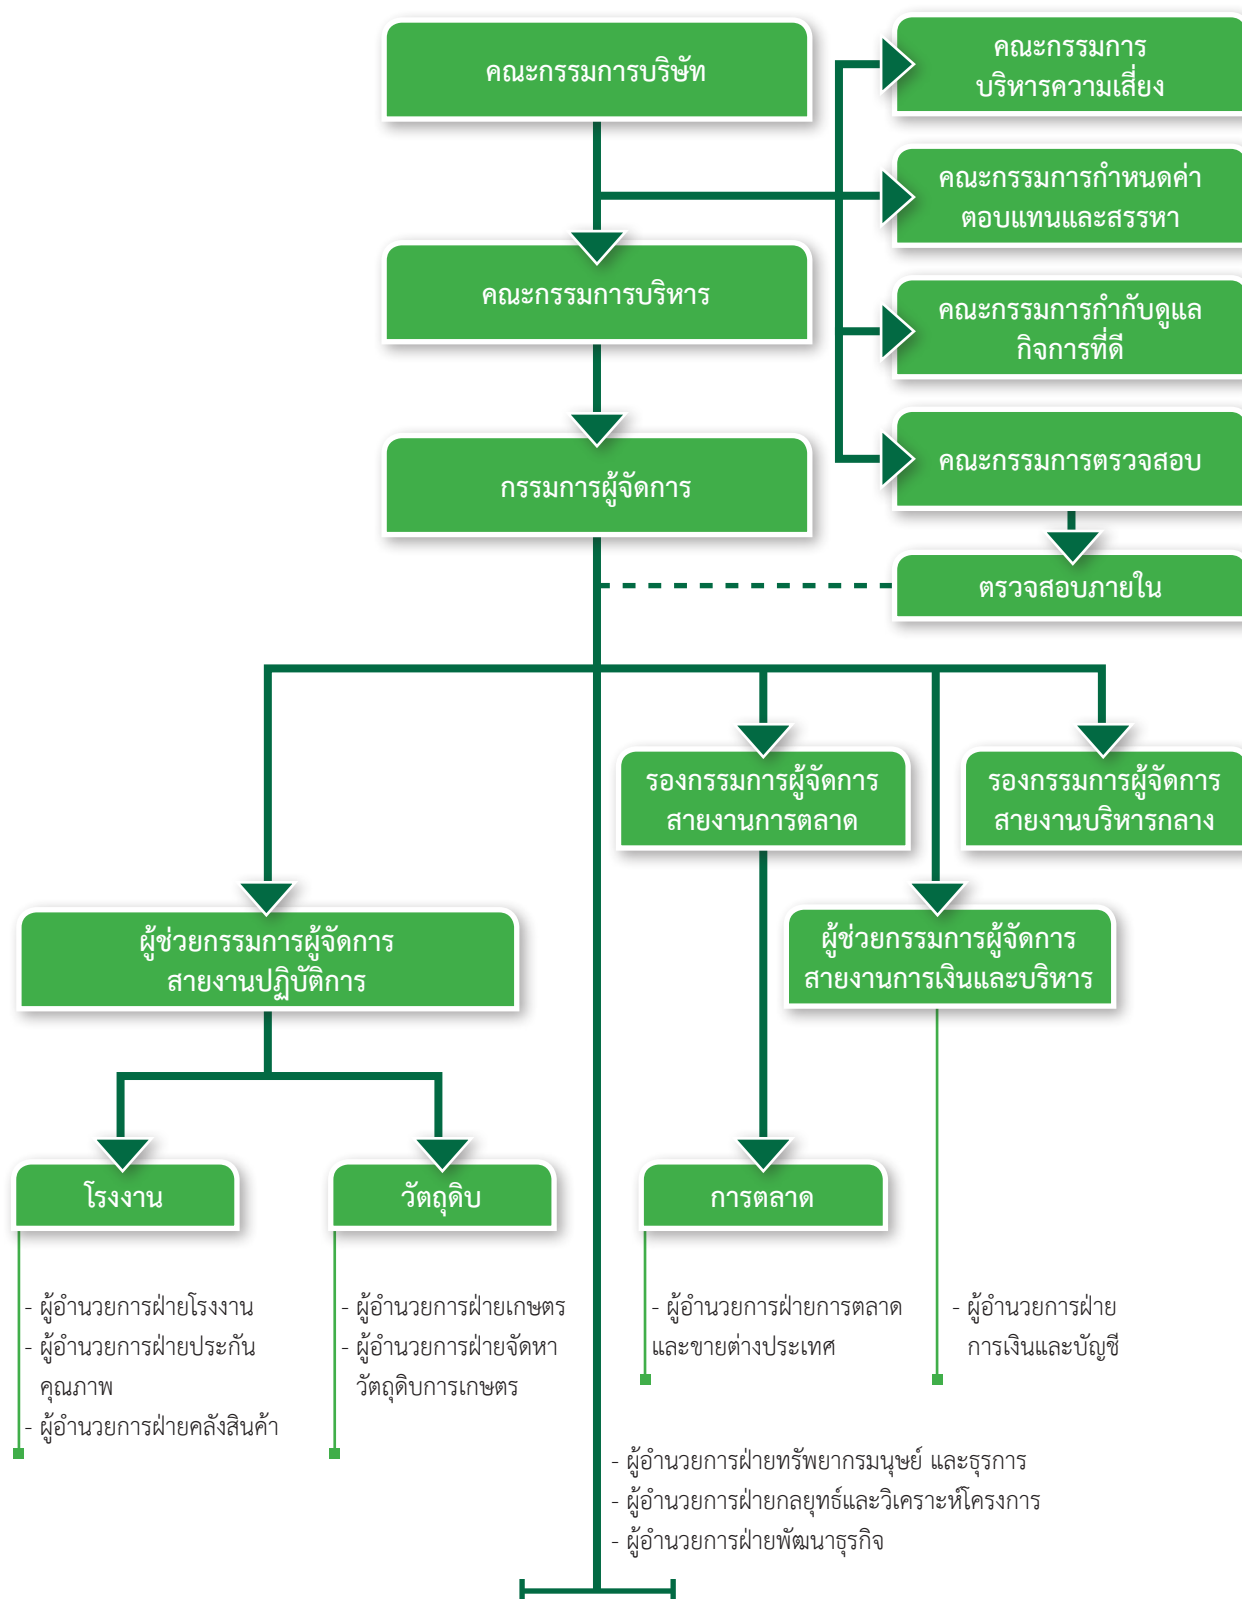 คณะกรรมการบริษัท
คณะกรรมการ
บริหารความเสี่ยง
คณะกรรมการกำหนดค่า
ตอบแทนและสรรหา
คณะกรรมการบริหาร
คณะกรรมการกำกับดูแล
กิจการที่ดี
คณะกรรมการตรวจสอบ
กรรมการผู้จัดการ
ตรวจสอบภายใน
รองกรรมการผู้จัดการ
สายงานการตลาด
รองกรรมการผู้จัดการ
สายงานบริหารกลาง
ผู้ช่วยกรรมการผู้จัดการ
สายงานปฏิบัติการ
ผู้ช่วยกรรมการผู้จัดการ
สายงานการเงินและบริหาร
โรงงาน
วัตถุดิบ
การตลาด
- ผู้อำนวยการฝ่ายโรงงาน
- ผู้อำนวยการฝ่ายประกัน
คุณภาพ
- ผู้อำนวยการฝ่ายคลังสินค้า
- ผู้อำนวยการฝ่ายเกษตร
- ผู้อำนวยการฝ่ายจัดหา
วัตถุดิบการเกษตร
- ผู้อำนวยการฝ่ายการตลาด
และขายต่างประเทศ
- ผู้อำนวยการฝ่าย
การเงินและบัญชี
- ผู้อำนวยการฝ่ายทรัพยากรมนุษย์ และธุรการ
- ผู้อำนวยการฝ่ายกลยุทธ์และวิเคราะห์โครงการ
- ผู้อำนวยการฝ่ายพัฒนาธุรกิจ